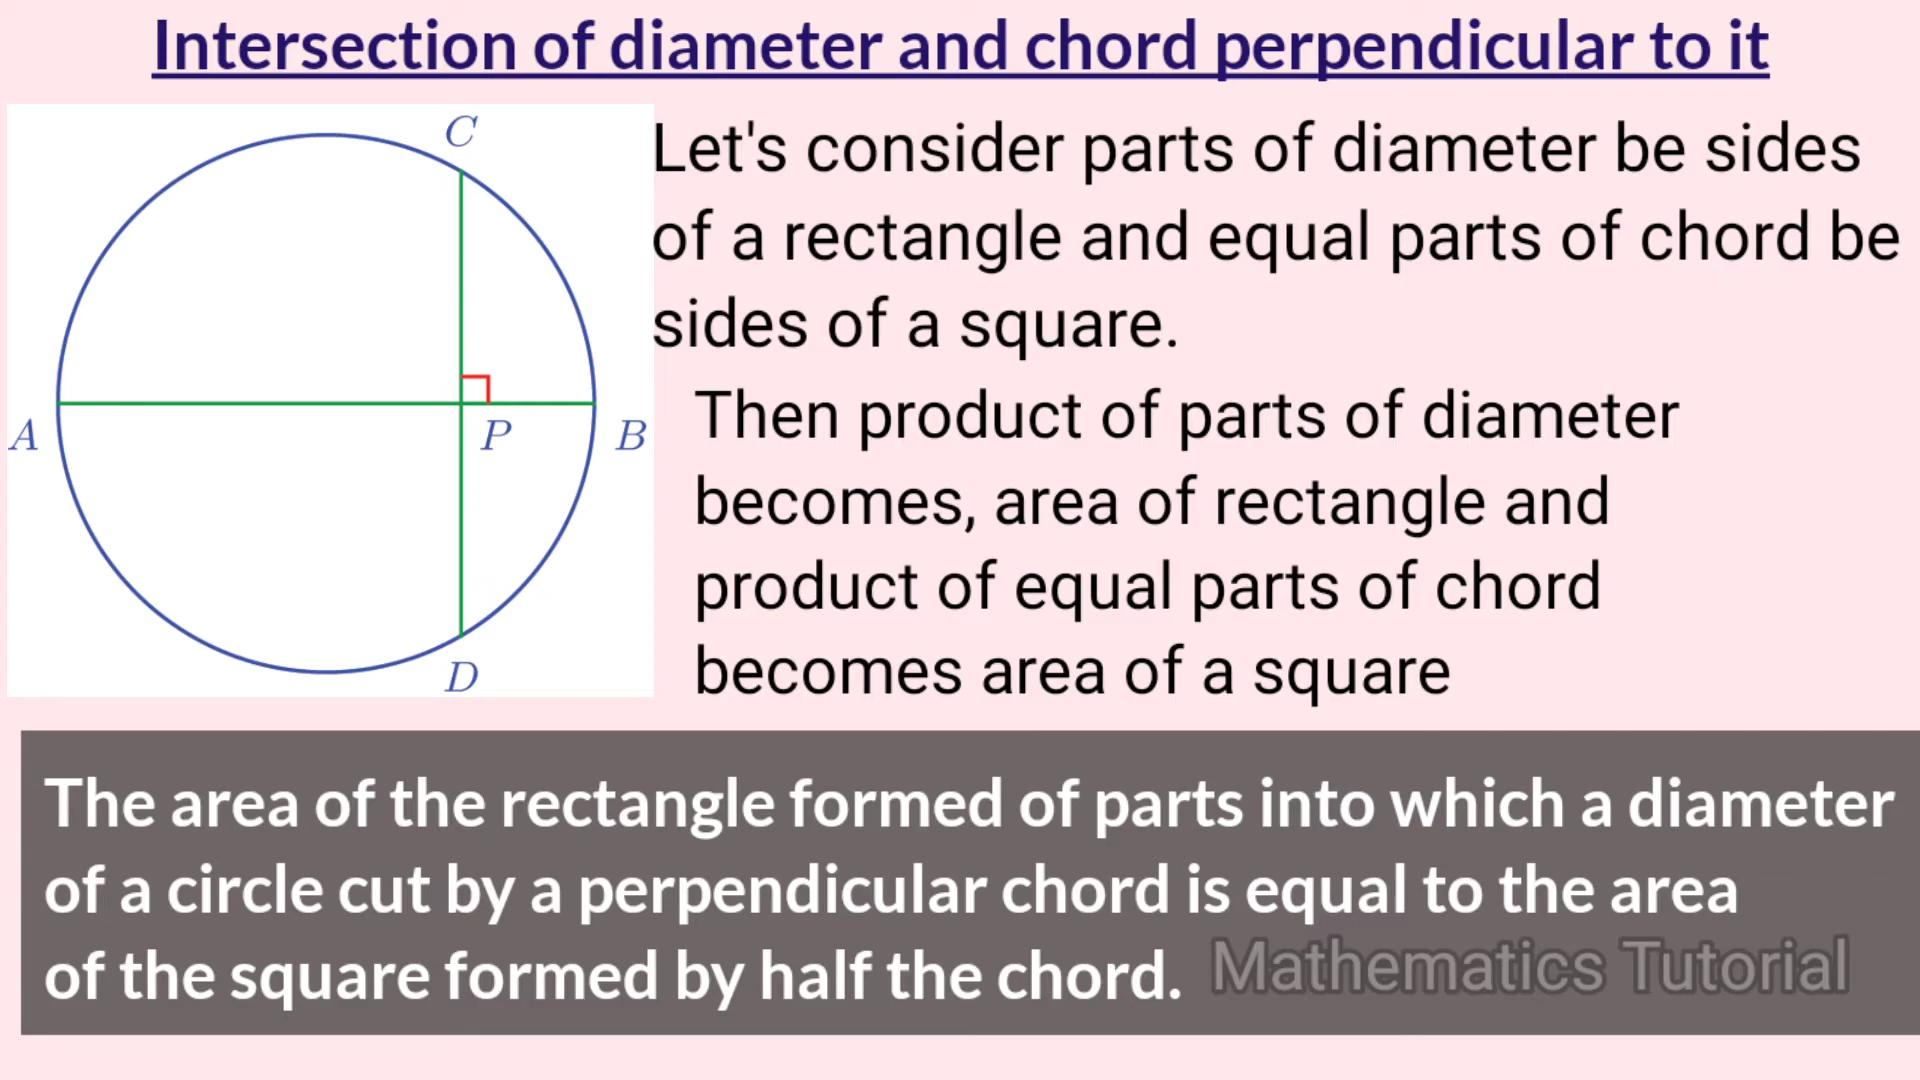 Intersection of diameter and chord perpendicular to it
C
A
P
B
D
Let's consider parts of diameter be sides
of a rectangle and equal parts of chord be
sides of a square.
Then product of parts of diameter
becomes, area of rectangle and
product of equal parts of chord
becomes area of a square
The area of the rectangle formed of parts into which a diameter
of a circle cut by a perpendicular chord is equal to the area
of the square formed by half the chord.
Mathematics Tutorial